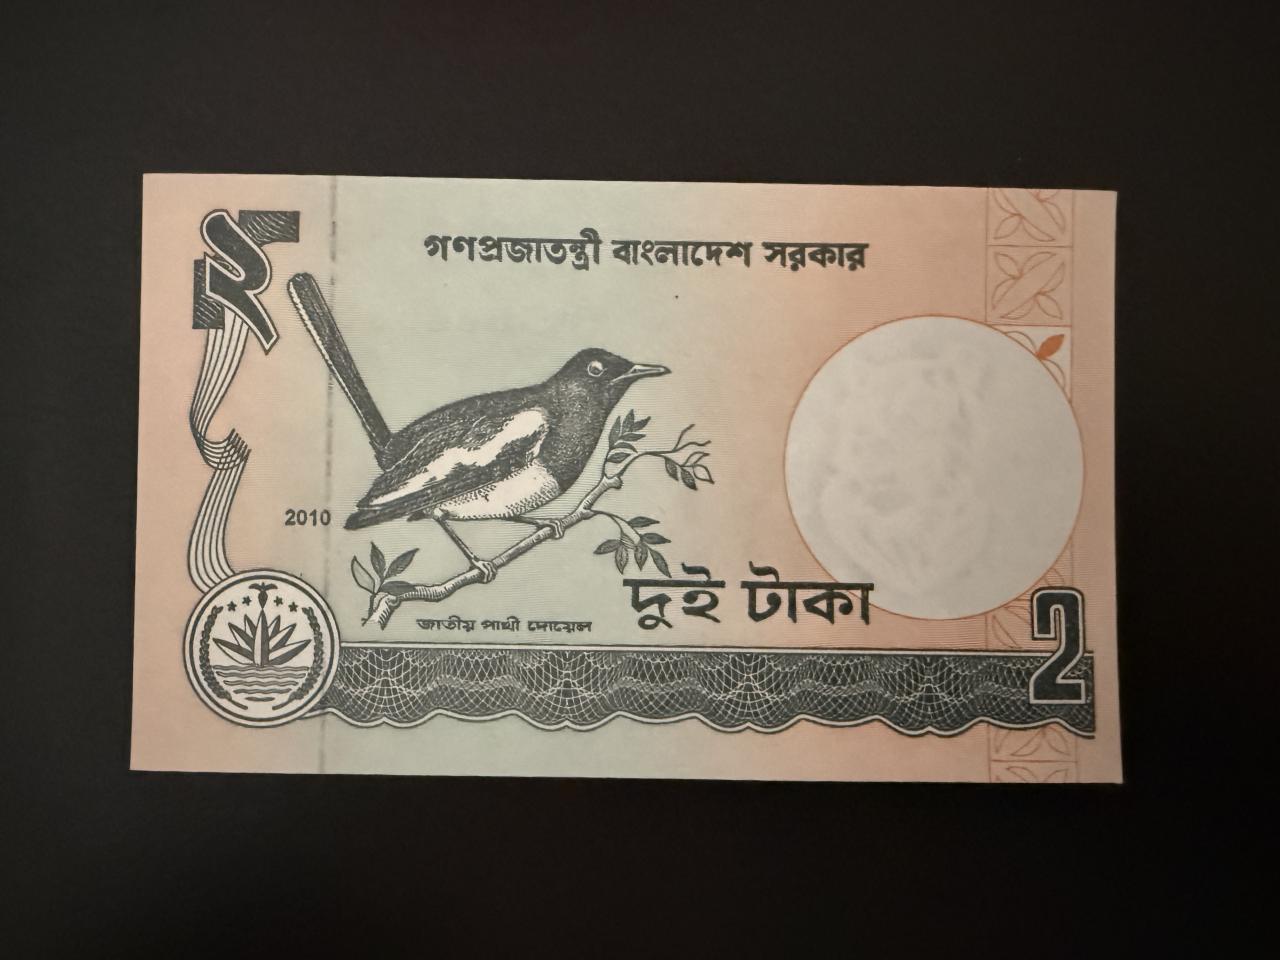 ২
গণপ্রজাতন্ত্রী বাংলাদেশ সরকার
2010
দুই টাকা
জাতীয় পাখী দোয়েল
2